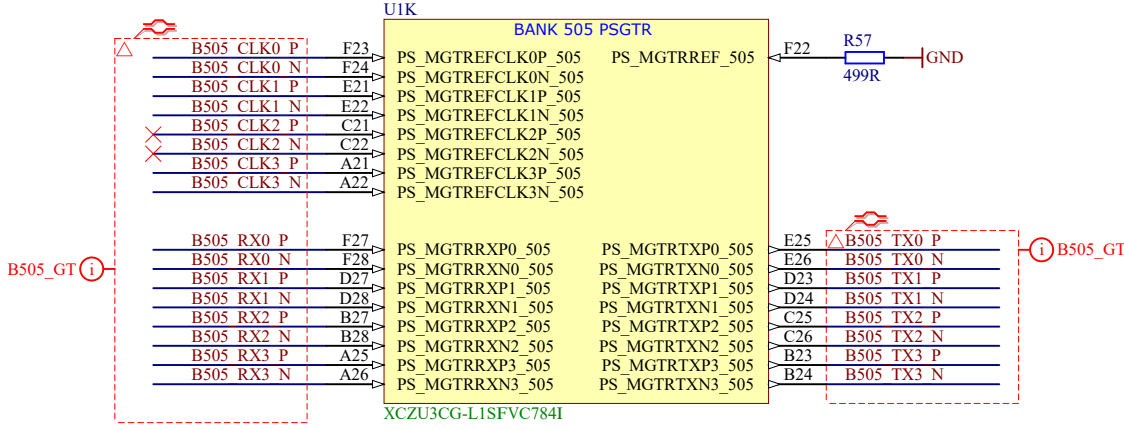 U1K
BANK 505 PSGTR
B505_CLK0_P F23 PS_MGTREFCLK0P_505 PS_MGTRREF_505 F22 R57 499R GND
B505_CLK0_N F24 PS_MGTREFCLK0N_505
B505_CLK1_P E21 PS_MGTREFCLK1P_505
B505_CLK1_N E22 PS_MGTREFCLK1N_505
B505_CLK2_P C21 PS_MGTREFCLK2P_505
B505_CLK2_N C22 PS_MGTREFCLK2N_505
B505_CLK3_P A21 PS_MGTREFCLK3P_505
B505_CLK3_N A22 PS_MGTREFCLK3N_505
B505_RX0_P F27 PS_MGTRRXP0_505 PS_MGTRTXP0_505 E25 B505_TX0_P
B505_GT i B505_RX0_N F28 PS_MGTRRXN0_505 PS_MGTRTXN0_505 E26 B505_TX0_N i B505_GT
B505_RX1_P D27 PS_MGTRRXP1_505 PS_MGTRTXP1_505 D23 B505_TX1_P
B505_RX1_N D28 PS_MGTRRXN1_505 PS_MGTRTXN1_505 D24 B505_TX1_N
B505_RX2_P B27 PS_MGTRRXP2_505 PS_MGTRTXP2_505 C25 B505_TX2_P
B505_RX2_N B28 PS_MGTRRXN2_505 PS_MGTRTXN2_505 C26 B505_TX2_N
B505_RX3_P A25 PS_MGTRRXP3_505 PS_MGTRTXP3_505 B23 B505_TX3_P
B505_RX3_N A26 PS_MGTRRXN3_505 PS_MGTRTXN3_505 B24 B505_TX3_N
XCZU3CG-L1SFVC784I